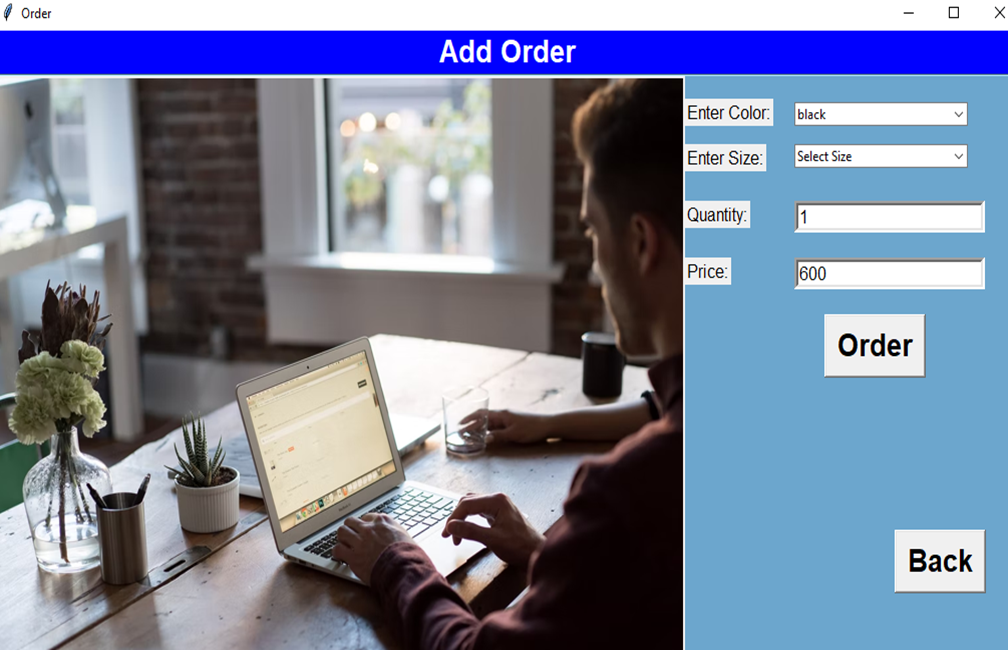 Order
Add Order
Enter Color:
black
Enter Size:
Select Size
Quantity:
1
Price:
600
Order
Back